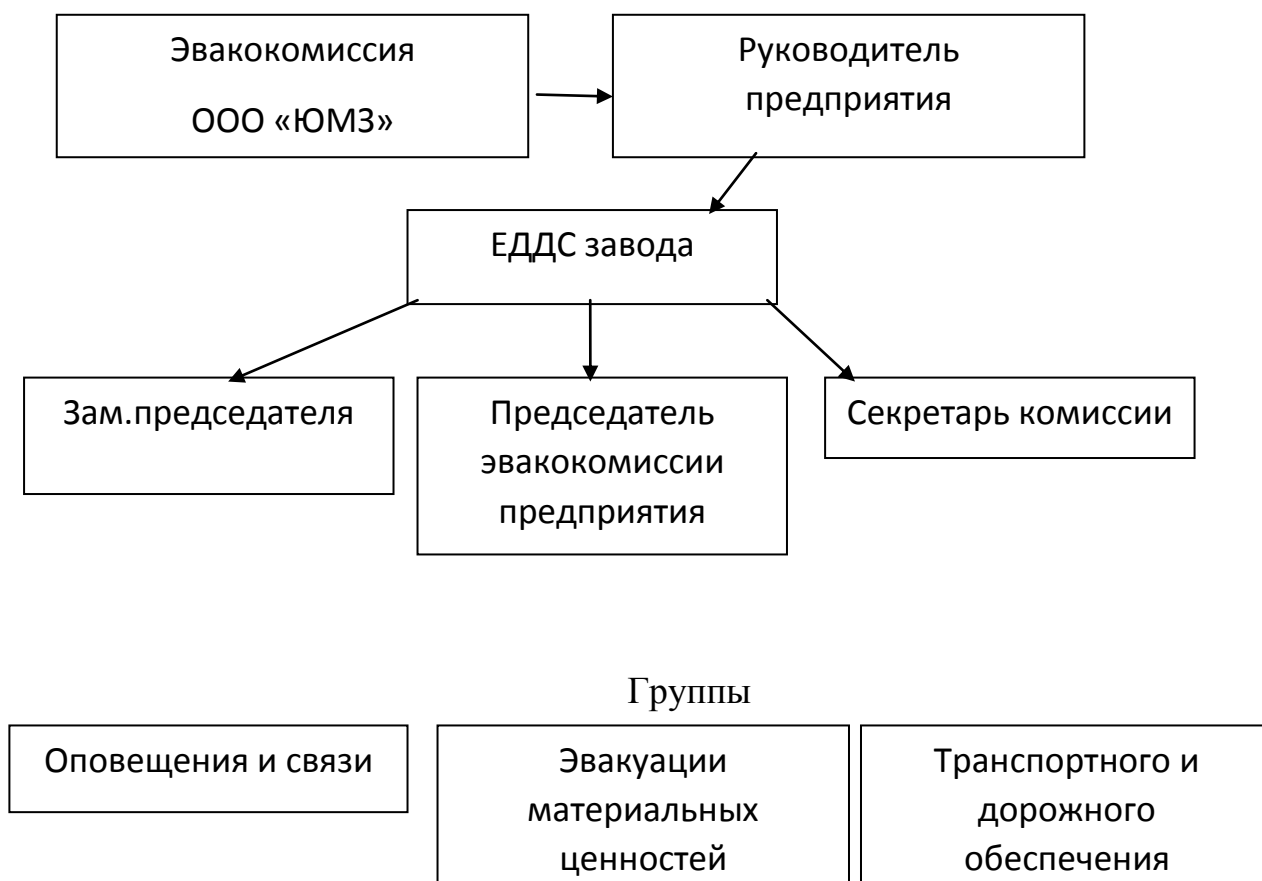 Эвакокомиссия
ООО «ЮМЗ»
Руководитель
предприятия
ЕДДС завода
Зам.председателя
Председатель
эвакокомиссии
предприятия
Секретарь комиссии
Группы
Оповещения и связи
Эвакуации
материальных
ценностей
Транспортного и
дорожного
обеспечения